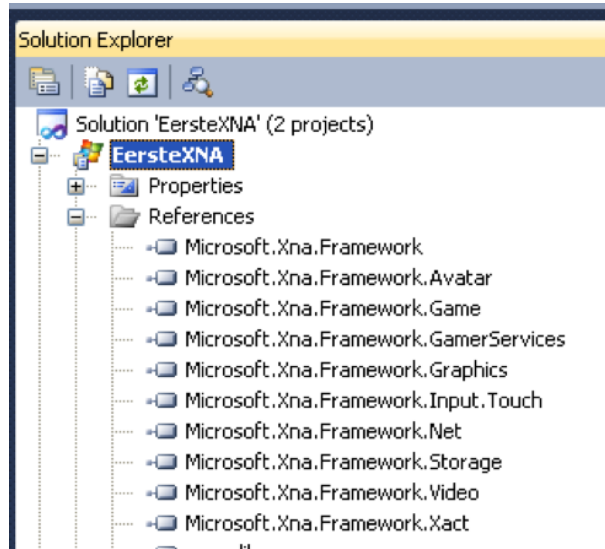 Solution Explorer
Solution 'EersteXNA' (2 projects)
EersteXNA
Properties
References
Microsoft.Xna.Framework
Microsoft.Xna.Framework.Avatar
Microsoft.Xna.Framework.Game
Microsoft.Xna.Framework.GamerServices
Microsoft.Xna.Framework.Graphics
Microsoft.Xna.Framework.Input.Touch
Microsoft.Xna.Framework.Net
Microsoft.Xna.Framework.Storage
Microsoft.Xna.Framework.Video
Microsoft.Xna.Framework.Xact